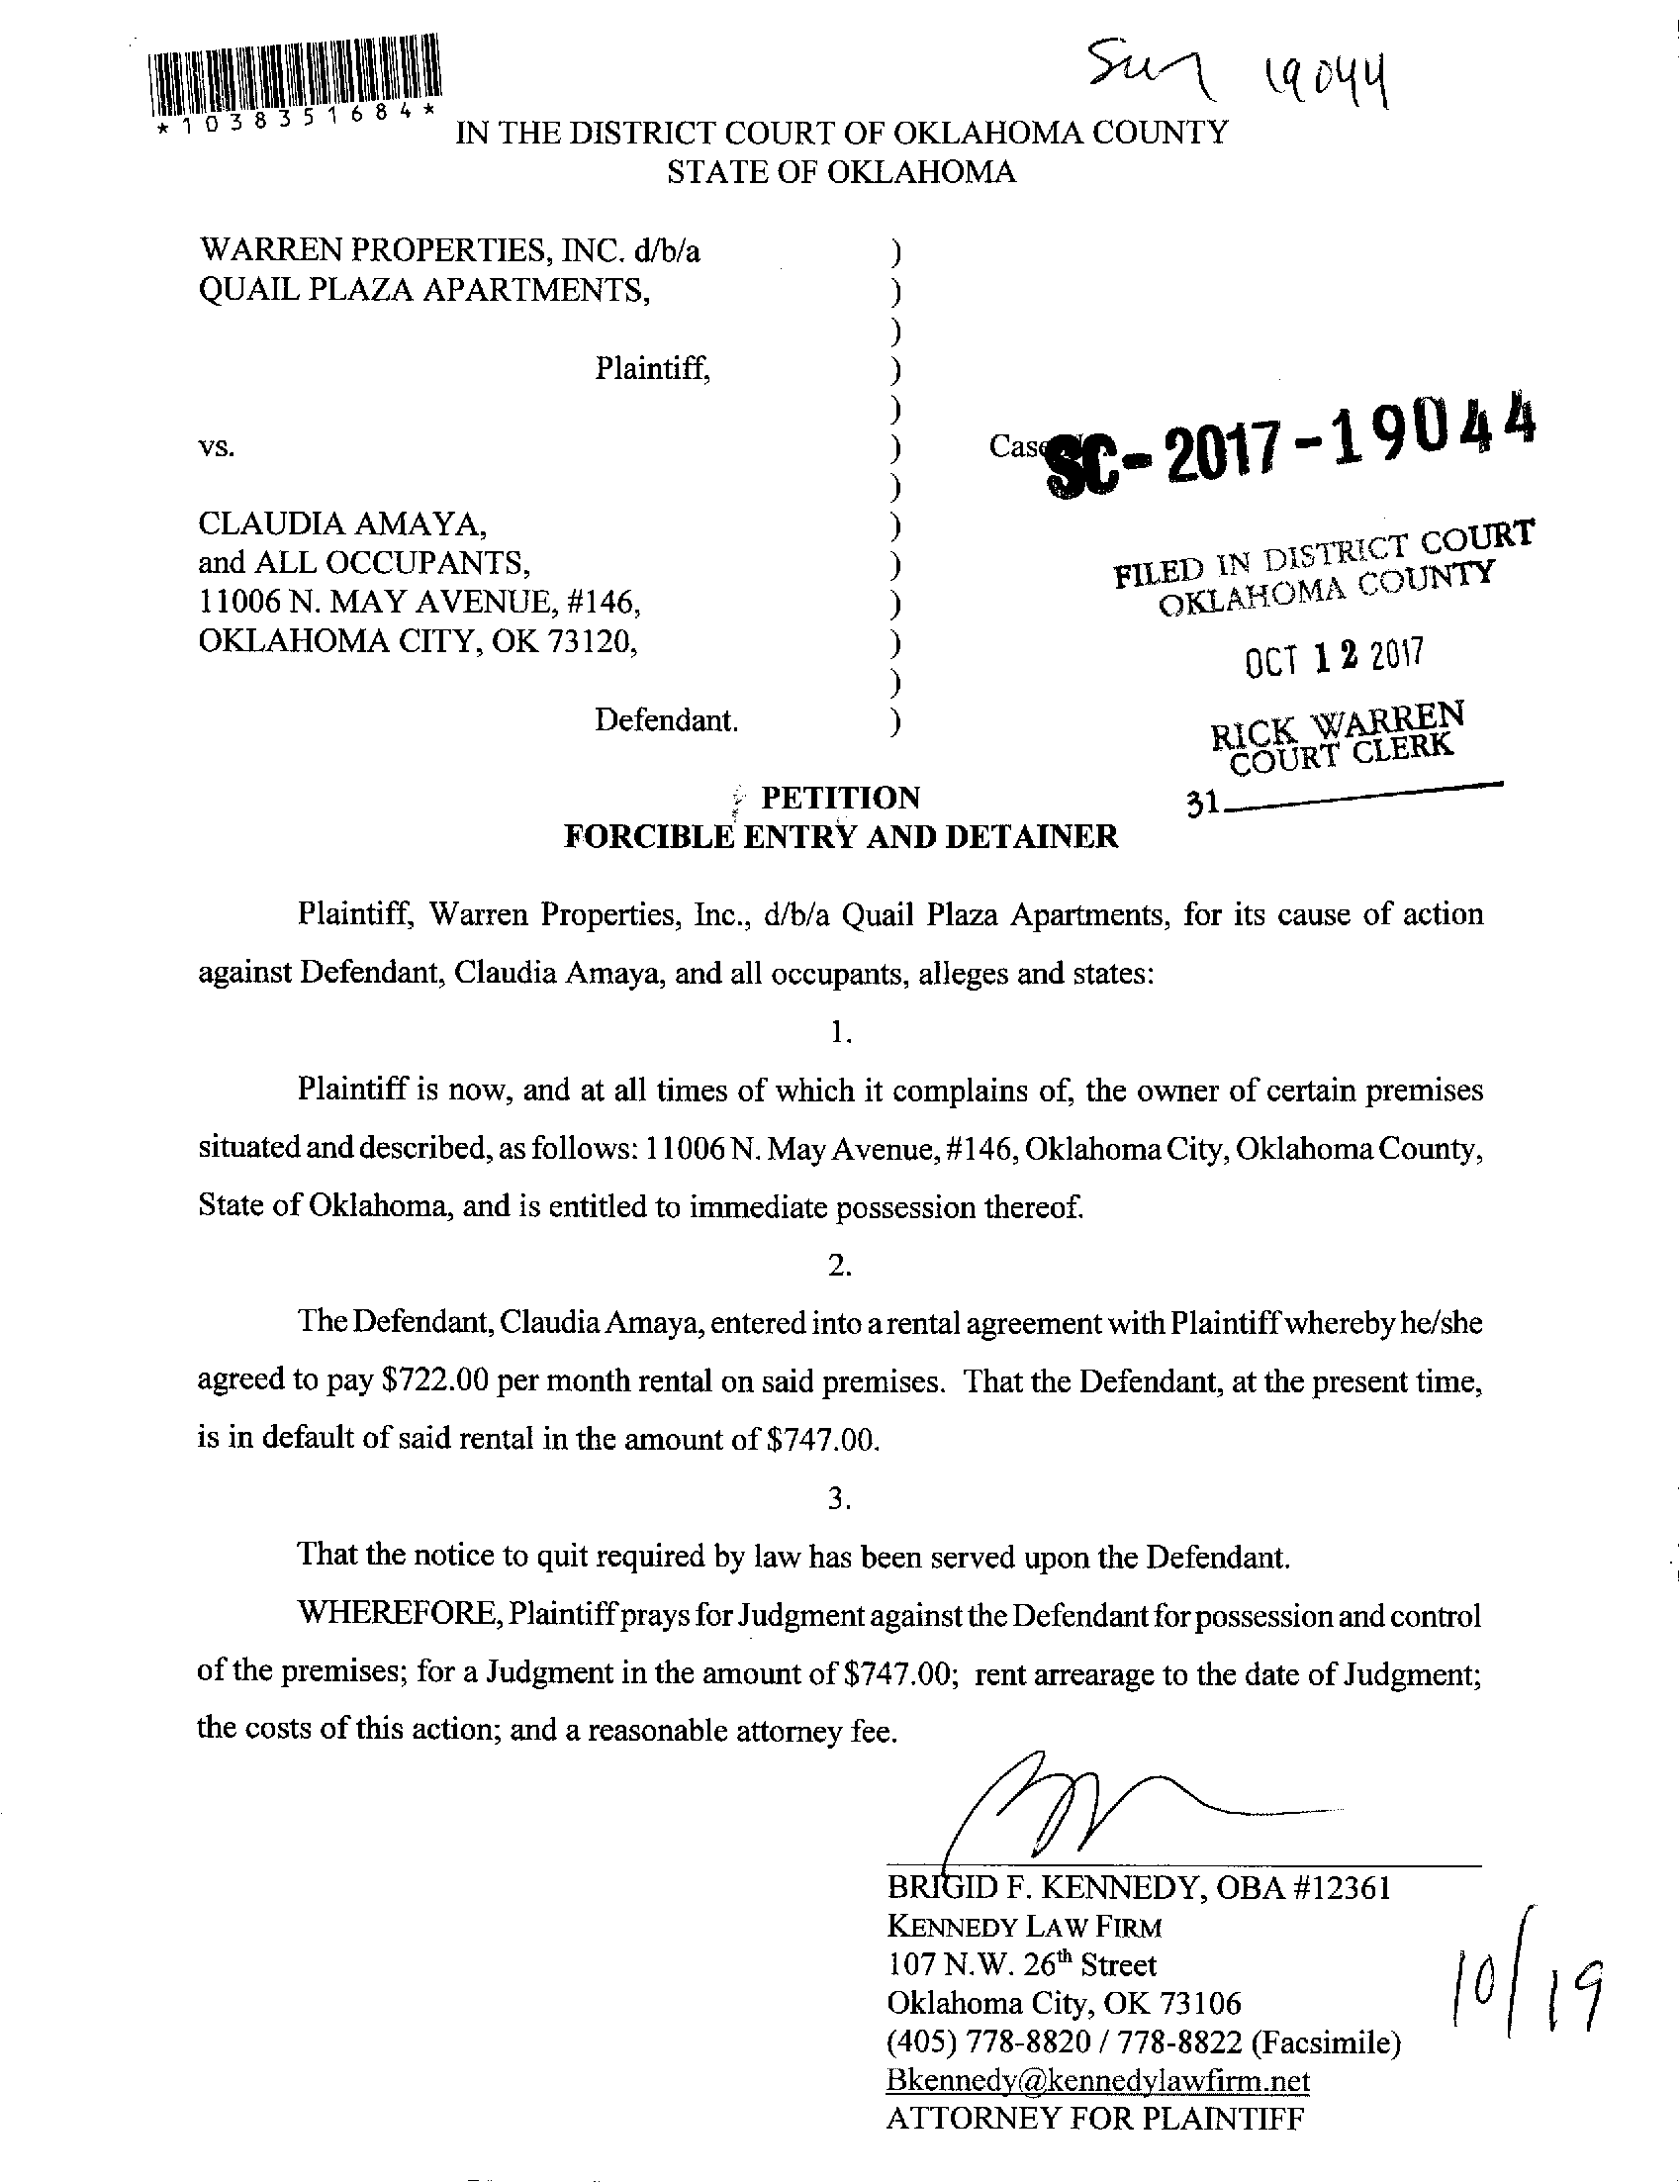 *1038351684*
Sun 19044
IN THE DISTRICT COURT OF OKLAHOMA COUNTY
STATE OF OKLAHOMA
WARREN PROPERTIES, INC. d/b/a )
QUAIL PLAZA APARTMENTS, )
)
Plaintiff, )
)
vs. ) Case SC-2017-19044
)
CLAUDIA AMAYA, )
and ALL OCCUPANTS, )
11006 N. MAY AVENUE, #146, )
OKLAHOMA CITY, OK 73120, )
)
Defendant. )
FILED IN DISTRICT COURT
OKLAHOMA COUNTY
OCT 12 2017
RICK WARREN
COURT CLERK
31
PETITION
FORCIBLE ENTRY AND DETAINER
Plaintiff, Warren Properties, Inc., d/b/a Quail Plaza Apartments, for its cause of action
against Defendant, Claudia Amaya, and all occupants, alleges and states:
1.
Plaintiff is now, and at all times of which it complains of, the owner of certain premises
situated and described, as follows: 11006 N. May Avenue, #146, Oklahoma City, Oklahoma County,
State of Oklahoma, and is entitled to immediate possession thereof.
2.
The Defendant, Claudia Amaya, entered into a rental agreement with Plaintiff whereby he/she
agreed to pay $722.00 per month rental on said premises. That the Defendant, at the present time,
is in default of said rental in the amount of $747.00.
3.
That the notice to quit required by law has been served upon the Defendant.
WHEREFORE, Plaintiff prays for Judgment against the Defendant for possession and control
of the premises; for a Judgment in the amount of $747.00; rent arrearage to the date of Judgment;
the costs of this action; and a reasonable attorney fee.
BRIGID F. KENNEDY, OBA #12361
KENNEDY LAW FIRM
107 N.W. 26th Street
Oklahoma City, OK 73106
(405) 778-8820 / 778-8822 (Facsimile)
Bkennedy@kennedylawfirm.net
ATTORNEY FOR PLAINTIFF
10/19